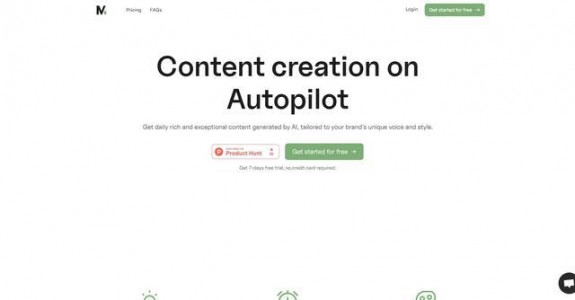 M
Pricing FAQs Login Get started for free →
Content creation on
Autopilot
Get daily rich and exceptional content generated by AI, tailored to your brand's unique voice and style.
Product Hunt Get started for free →
Get 7 days free trial, no credit card required.